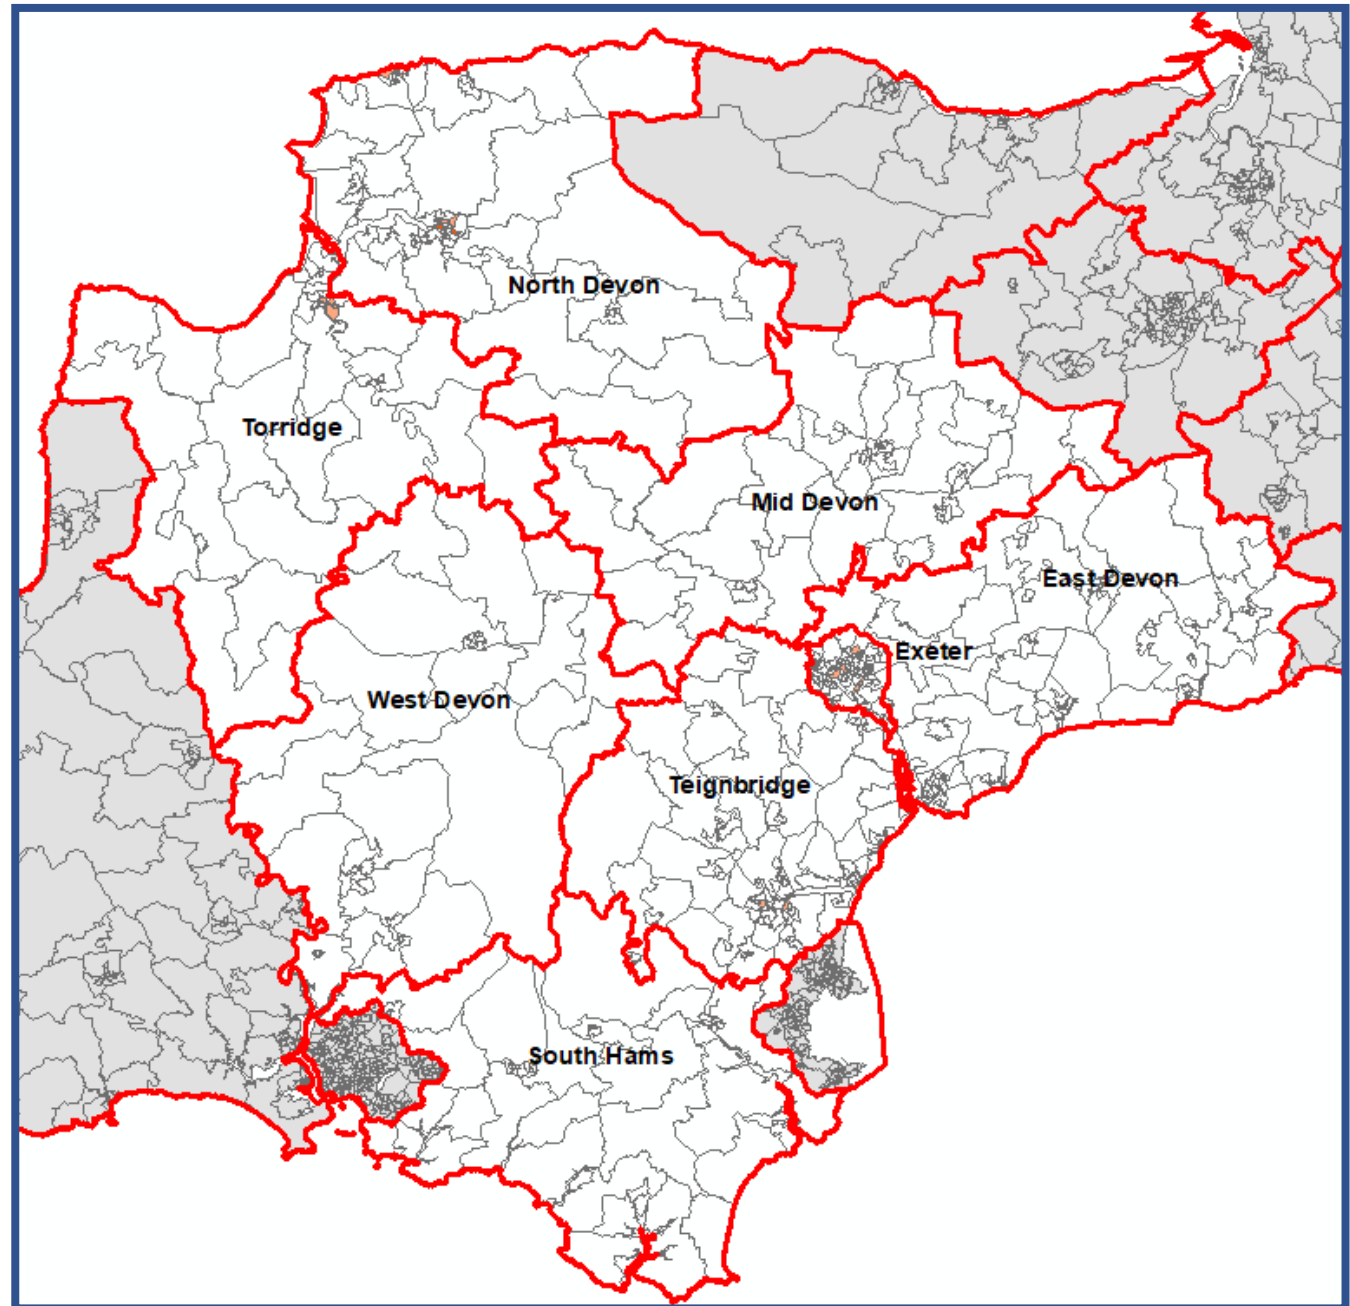 North Devon
Torridge
Mid Devon
East Devon
Exeter
West Devon
Teignbridge
South Hams